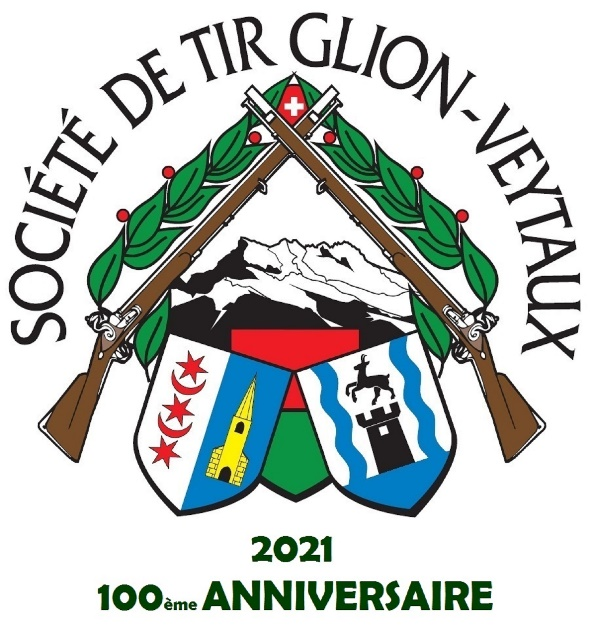 SOCIÉTÉ DE TIR GLION-VEYTAUX
2021
100ème ANNIVERSAIRE